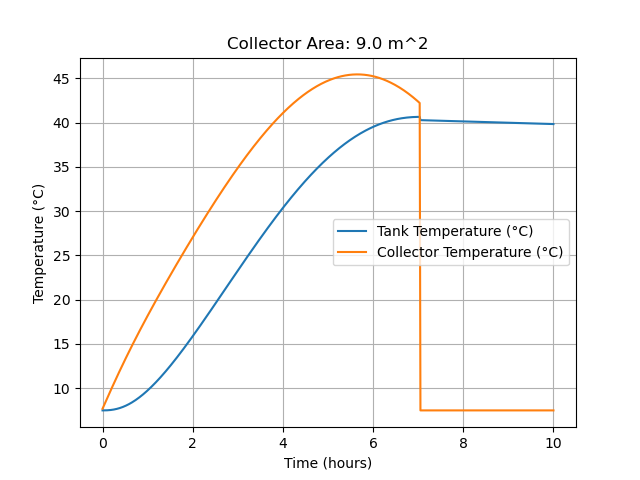 Collector Area: 9.0 m^2
Temperature (°C)
45
40
35
30
25
20
15
10
Tank Temperature (°C)
Collector Temperature (°C)
0 2 4 6 8 10
Time (hours)